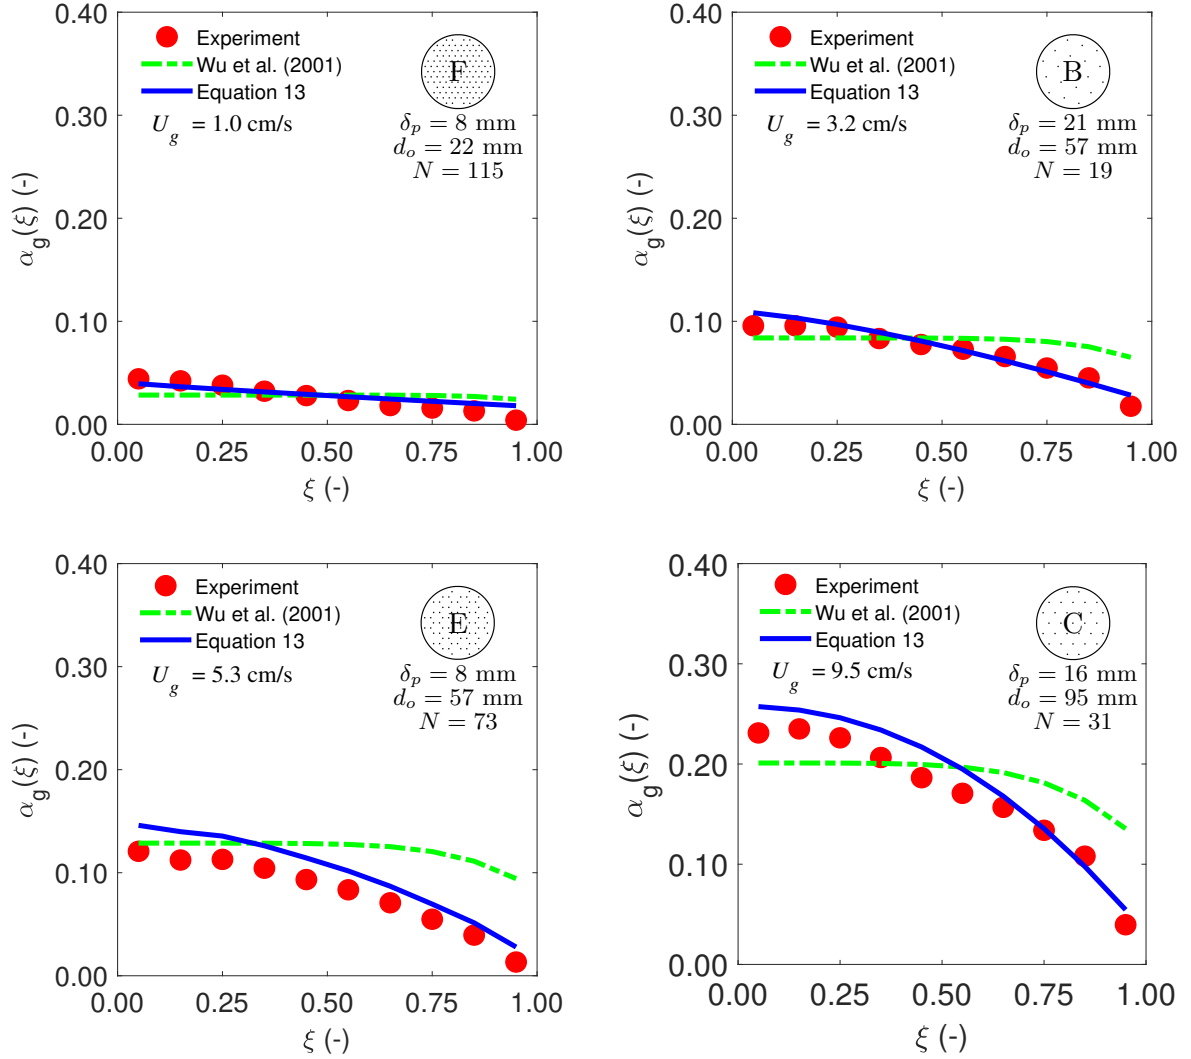 0.40
Experiment
Wu et al. (2001)
Equation 13
F
U_g = 1.0 cm/s
δ_p = 8 mm
d_o = 22 mm
N = 115
0.30
0.20
0.10
0.00
α_g(ξ) (-)
0.00 0.25 0.50 0.75 1.00
ξ (-)
0.40
Experiment
Wu et al. (2001)
Equation 13
B
U_g = 3.2 cm/s
δ_p = 21 mm
d_o = 57 mm
N = 19
0.30
0.20
0.10
0.00
α_g(ξ) (-)
0.00 0.25 0.50 0.75 1.00
ξ (-)
0.40
Experiment
Wu et al. (2001)
Equation 13
E
U_g = 5.3 cm/s
δ_p = 8 mm
d_o = 57 mm
N = 73
0.30
0.20
0.10
0.00
α_g(ξ) (-)
0.00 0.25 0.50 0.75 1.00
ξ (-)
0.40
Experiment
Wu et al. (2001)
Equation 13
C
U_g = 9.5 cm/s
δ_p = 16 mm
d_o = 95 mm
N = 31
0.30
0.20
0.10
0.00
α_g(ξ) (-)
0.00 0.25 0.50 0.75 1.00
ξ (-)